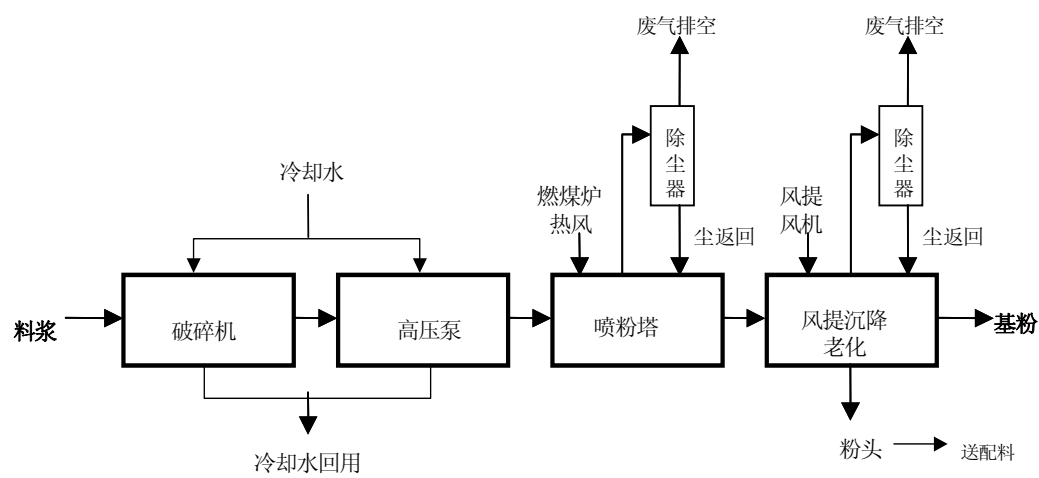 废气排空
废气排空
除
尘
器
除
尘
器
冷却水
燃煤炉
热风
尘返回
风提
风机
尘返回
料浆
破碎机
高压泵
喷粉塔
风提沉降
老化
基粉
冷却水回用
粉头
送配料